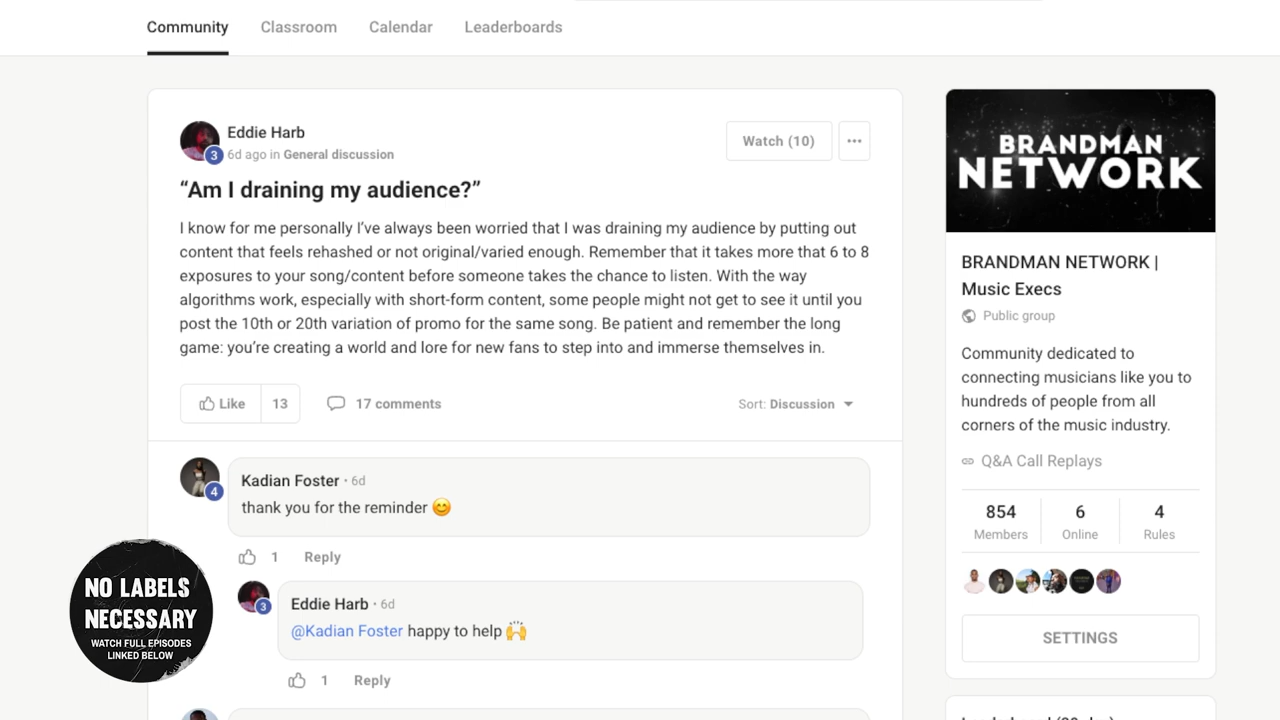 Community Classroom Calendar Leaderboards
Eddie Harb
3 6d ago in General discussion
Watch (10)
“Am I draining my audience?”
I know for me personally I’ve always been worried that I was draining my audience by putting out
content that feels rehashed or not original/varied enough. Remember that it takes more that 6 to 8
exposures to your song/content before someone takes the chance to listen. With the way
algorithms work, especially with short-form content, some people might not get to see it until you
post the 10th or 20th variation of promo for the same song. Be patient and remember the long
game: you’re creating a world and lore for new fans to step into and immerse themselves in.
Like 13 17 comments Sort: Discussion
Kadian Foster · 6d
4
thank you for the reminder 😊
1 Reply
Eddie Harb · 6d
3
@Kadian Foster happy to help 🙌
1 Reply
NO LABELS
NECESSARY
WATCH FULL EPISODES
LINKED BELOW
BRANDMAN
NETWORK
BRANDMAN NETWORK |
Music Execs
Public group
Community dedicated to
connecting musicians like you to
hundreds of people from all
corners of the music industry.
Q&A Call Replays
854 6 4
Members Online Rules
SETTINGS